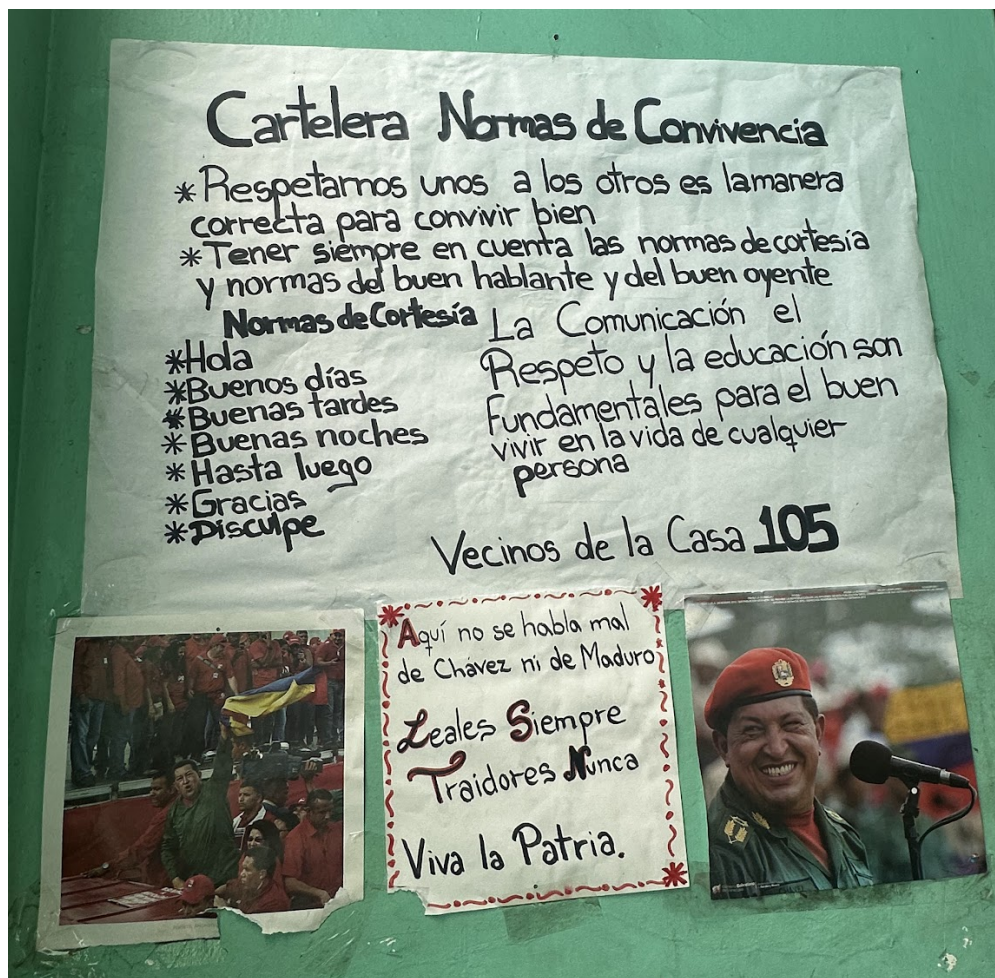 Cartelera Normas de Convivencia
* Respetarnos unos a los otros es la manera
correcta para convivir bien
* Tener siempre en cuenta las normas de cortesía
y normas del buen hablante y del buen oyente
Normas de Cortesía
* Hola
* Buenos días
* Buenas tardes
* Buenas noches
* Hasta luego
* Gracias
* Disculpe
La Comunicación el
Respeto y la educación son
Fundamentales para el buen
vivir en la vida de cualquier
persona
Vecinos de la Casa 105
Aquí no se habla mal
de Chávez ni de Maduro
Leales Siempre
Traidores Nunca
Viva la Patria.